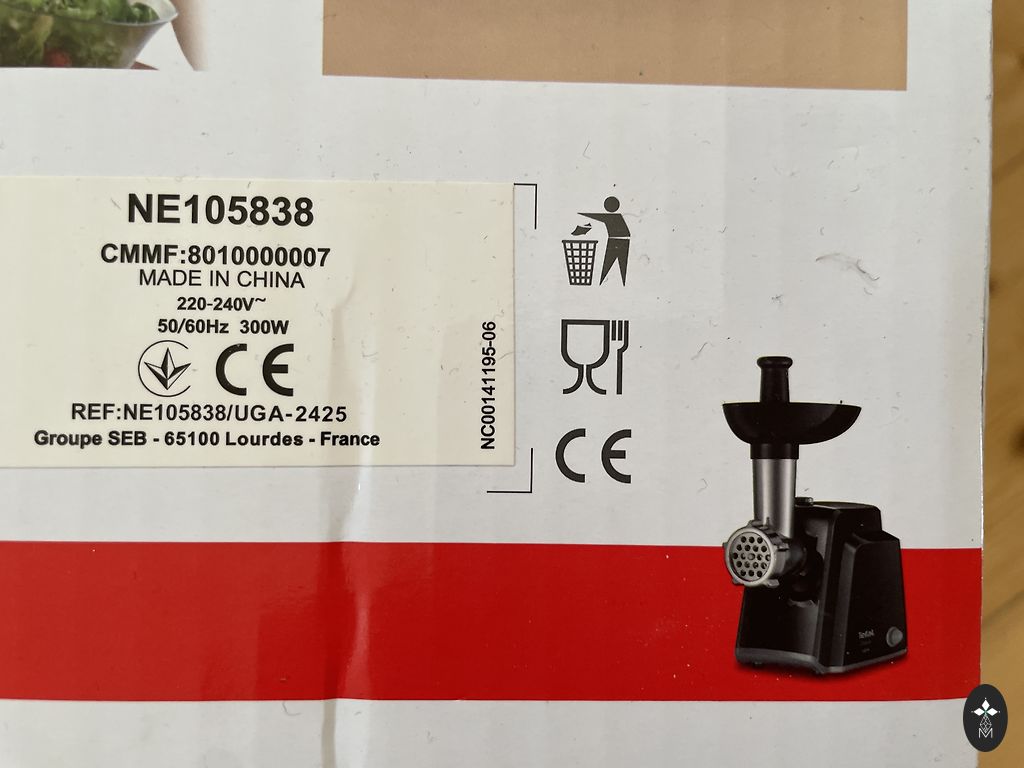 NE105838
CMMF:8010000007
MADE IN CHINA
220-240V~
50/60Hz 300W
CE
REF:NE105838/UGA-2425
Groupe SEB - 65100 Lourdes - France
NC00141195-06
CE
Tefal
M